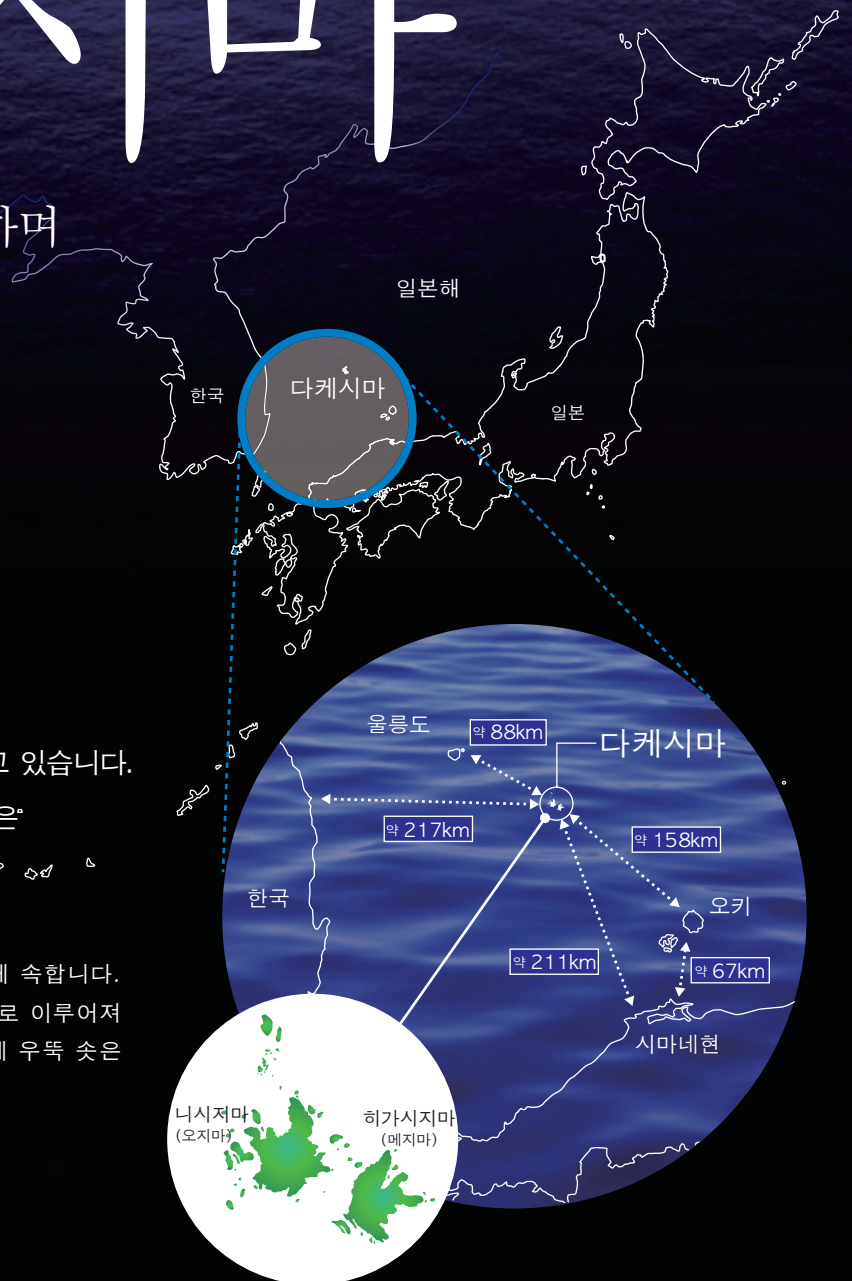 시마
하며
일본해
한국
다케시마
일본
고 있습니다.
은
울릉도
약 88km
다케시마
약 217km
약 158km
한국
오키
약 211km
약 67km
에 속합니다.
로 이루어져
에 우뚝 솟은
시마네현
니시지마
(오지마)
히가시지마
(메지마)